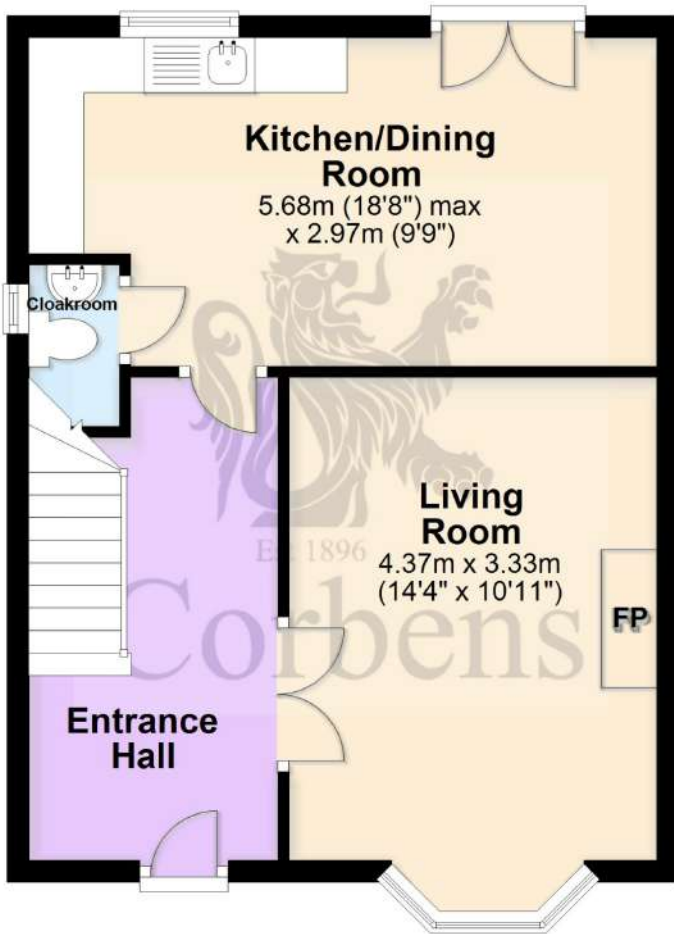 Kitchen/Dining
Room
5.68m (18'8") max
x 2.97m (9'9")
Cloakroom
Living
Room
4.37m x 3.33m
(14'4" x 10'11")
FP
Est 1896
Corbens
Entrance
Hall